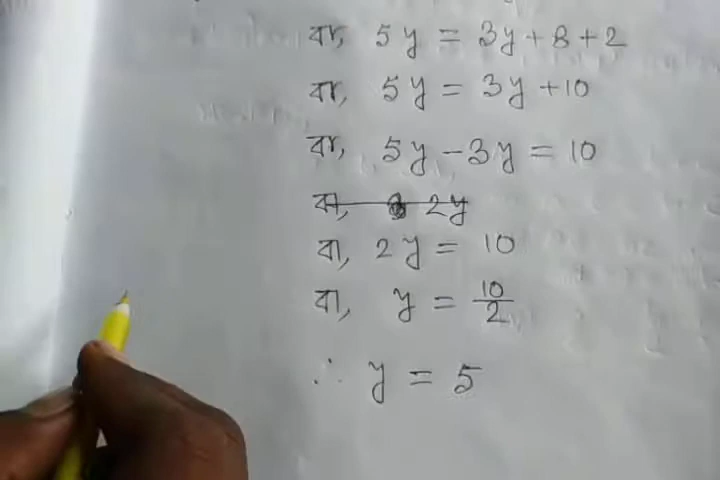 বা, 5y = 3y + 8 + 2
বা, 5y = 3y + 10
বা, 5y - 3y = 10
বা, 2y
বা, 2y = 10
বা, y = 10/2
∴ y = 5